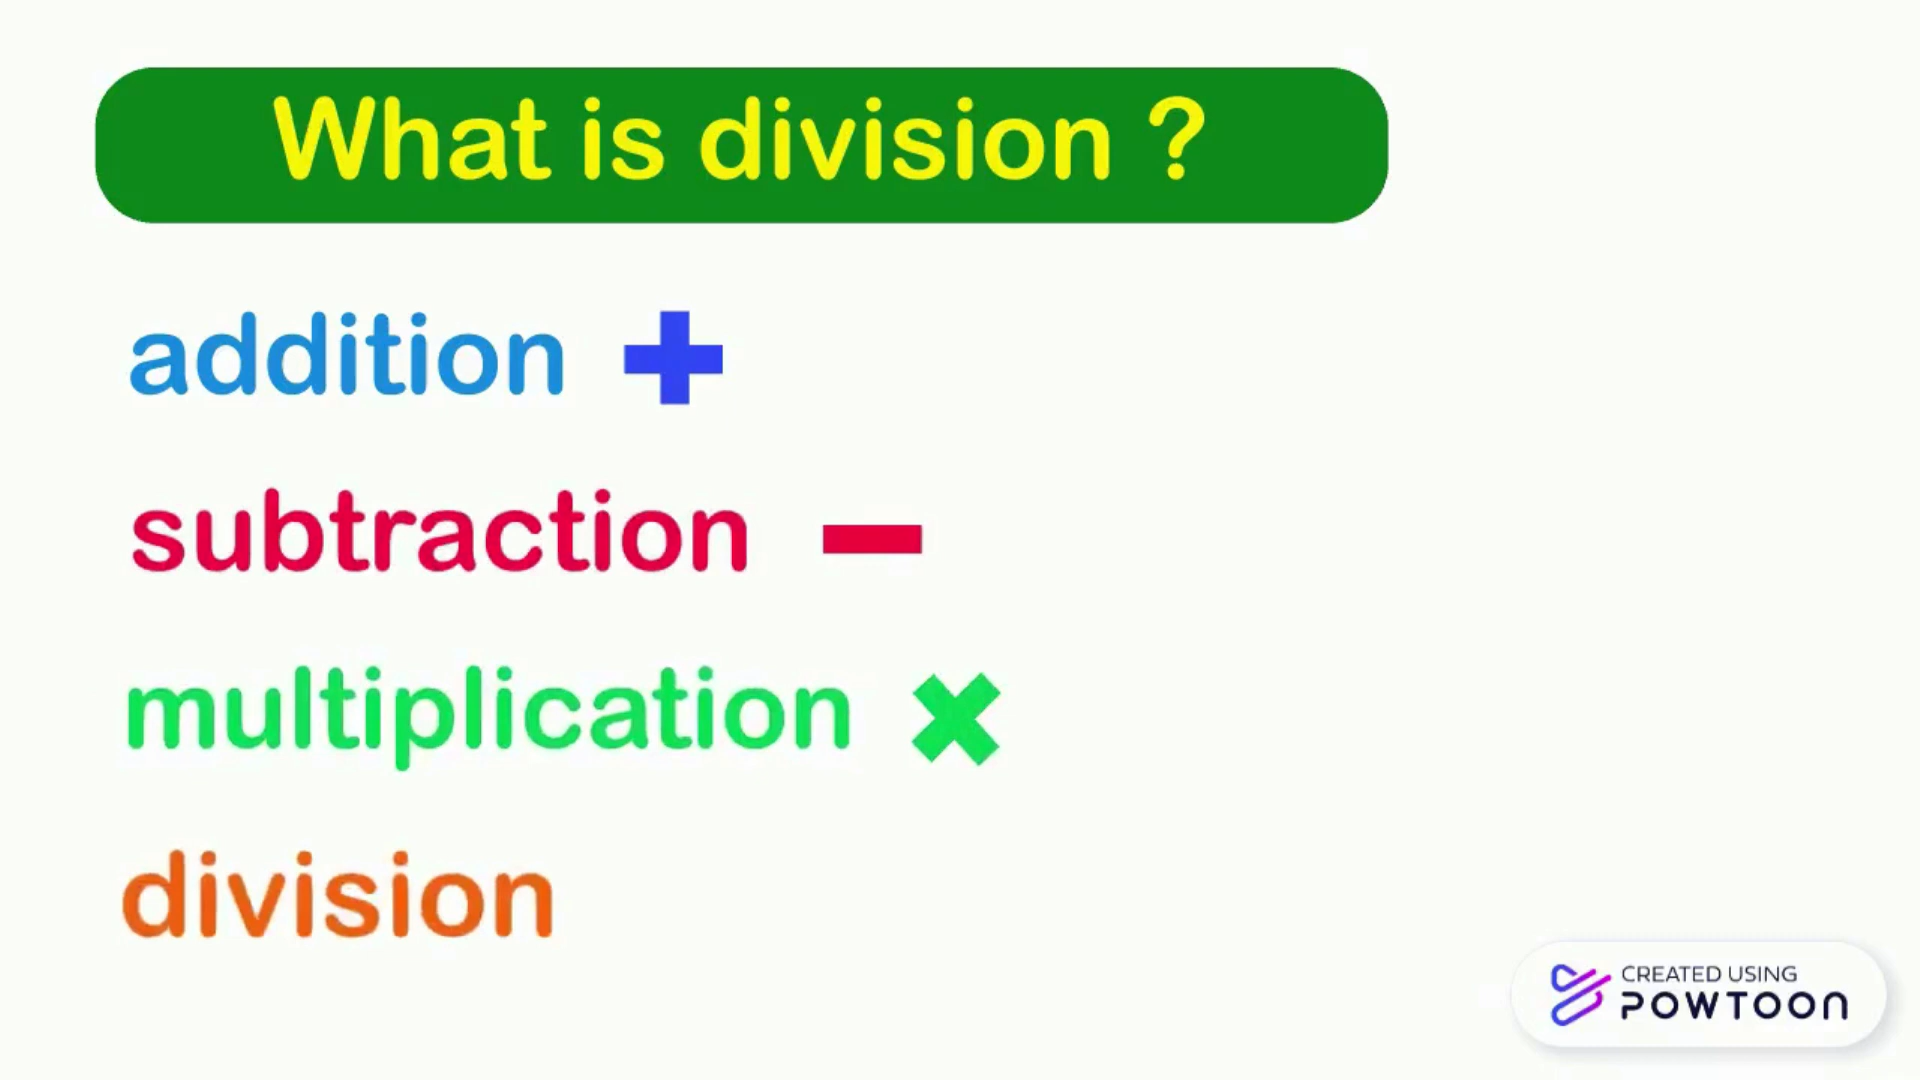 What is division ?
addition +
subtraction −
multiplication ×
division
CREATED USING
POWTOON